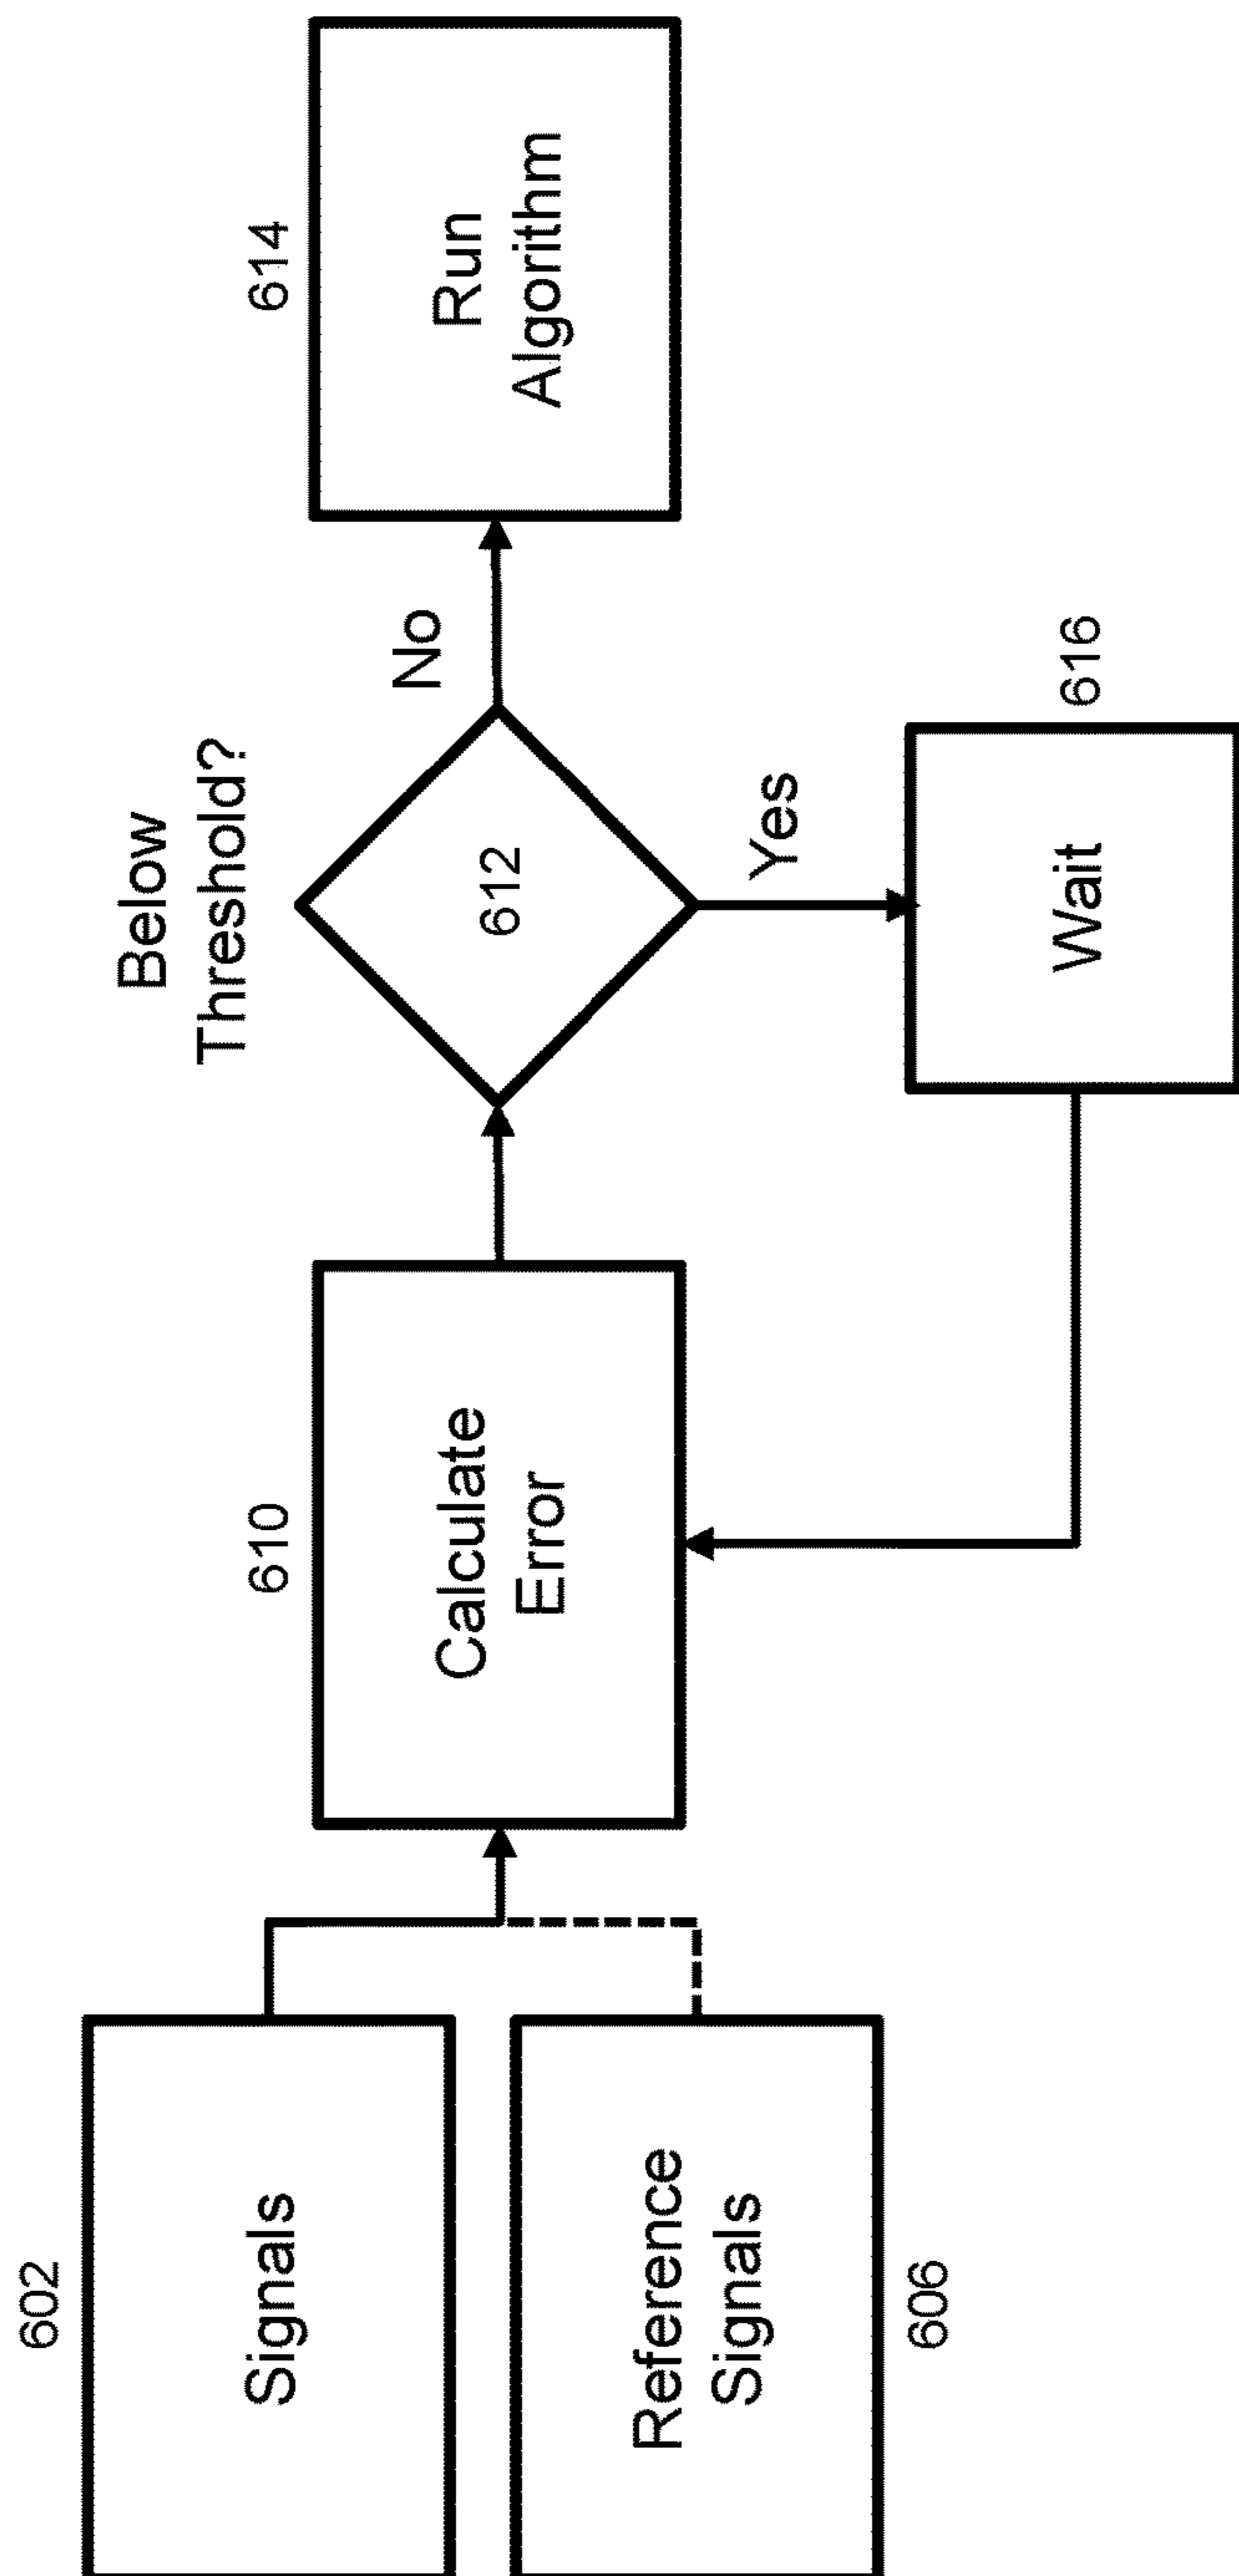 602
Signals
Reference
Signals
606
610
Calculate
Error
Below
Threshold?
612
No
Yes
614
Run
Algorithm
Wait
616